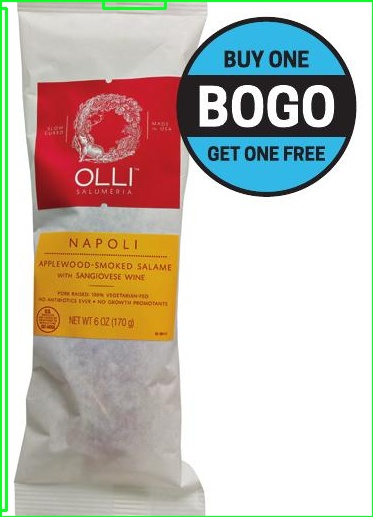 BUY ONE
BOGO
GET ONE FREE
SLOW CURED
MADE IN USA
OLLI™
SALUMERIA
NAPOLI
APPLEWOOD-SMOKED SALAME
WITH SANGIOVESE WINE
PORK RAISED: 100% VEGETARIAN-FED
NO ANTIBIOTICS EVER • NO GROWTH PROMOTANTS
NET WT 6 OZ (170 g)